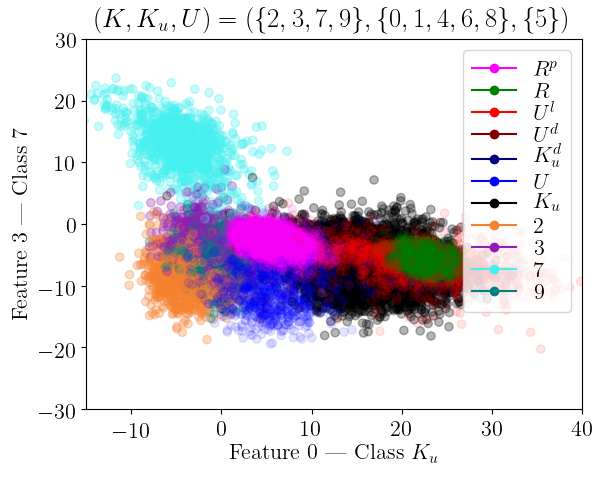 (K, K_u, U) = ({2, 3, 7, 9}, {0, 1, 4, 6, 8}, {5})
30
20
10
0
−10
−20
−30
Feature 3 — Class 7
R^p
R
U^l
U^d
K_u^d
U
K_u
2
3
7
9
−10
0
10
20
30
40
Feature 0 — Class K_u